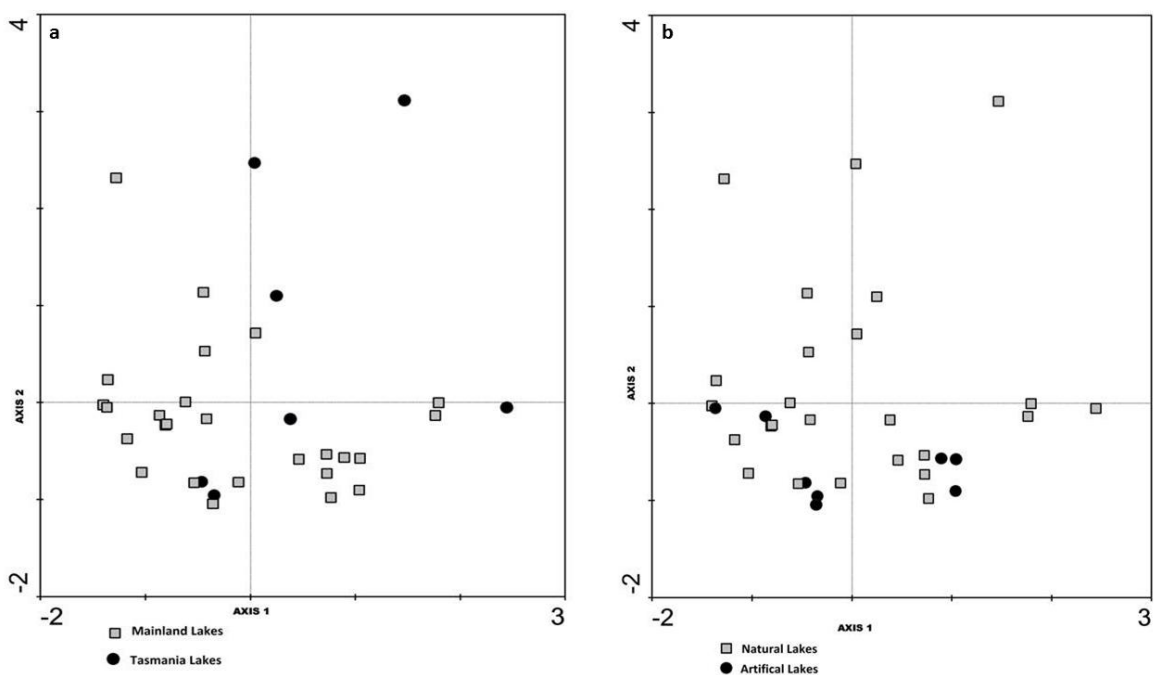 4
a
AXIS 2
-2
-2
AXIS 1
3
Mainland Lakes
Tasmania Lakes
4
b
AXIS 2
-2
-2
AXIS 1
3
Natural Lakes
Artifical Lakes